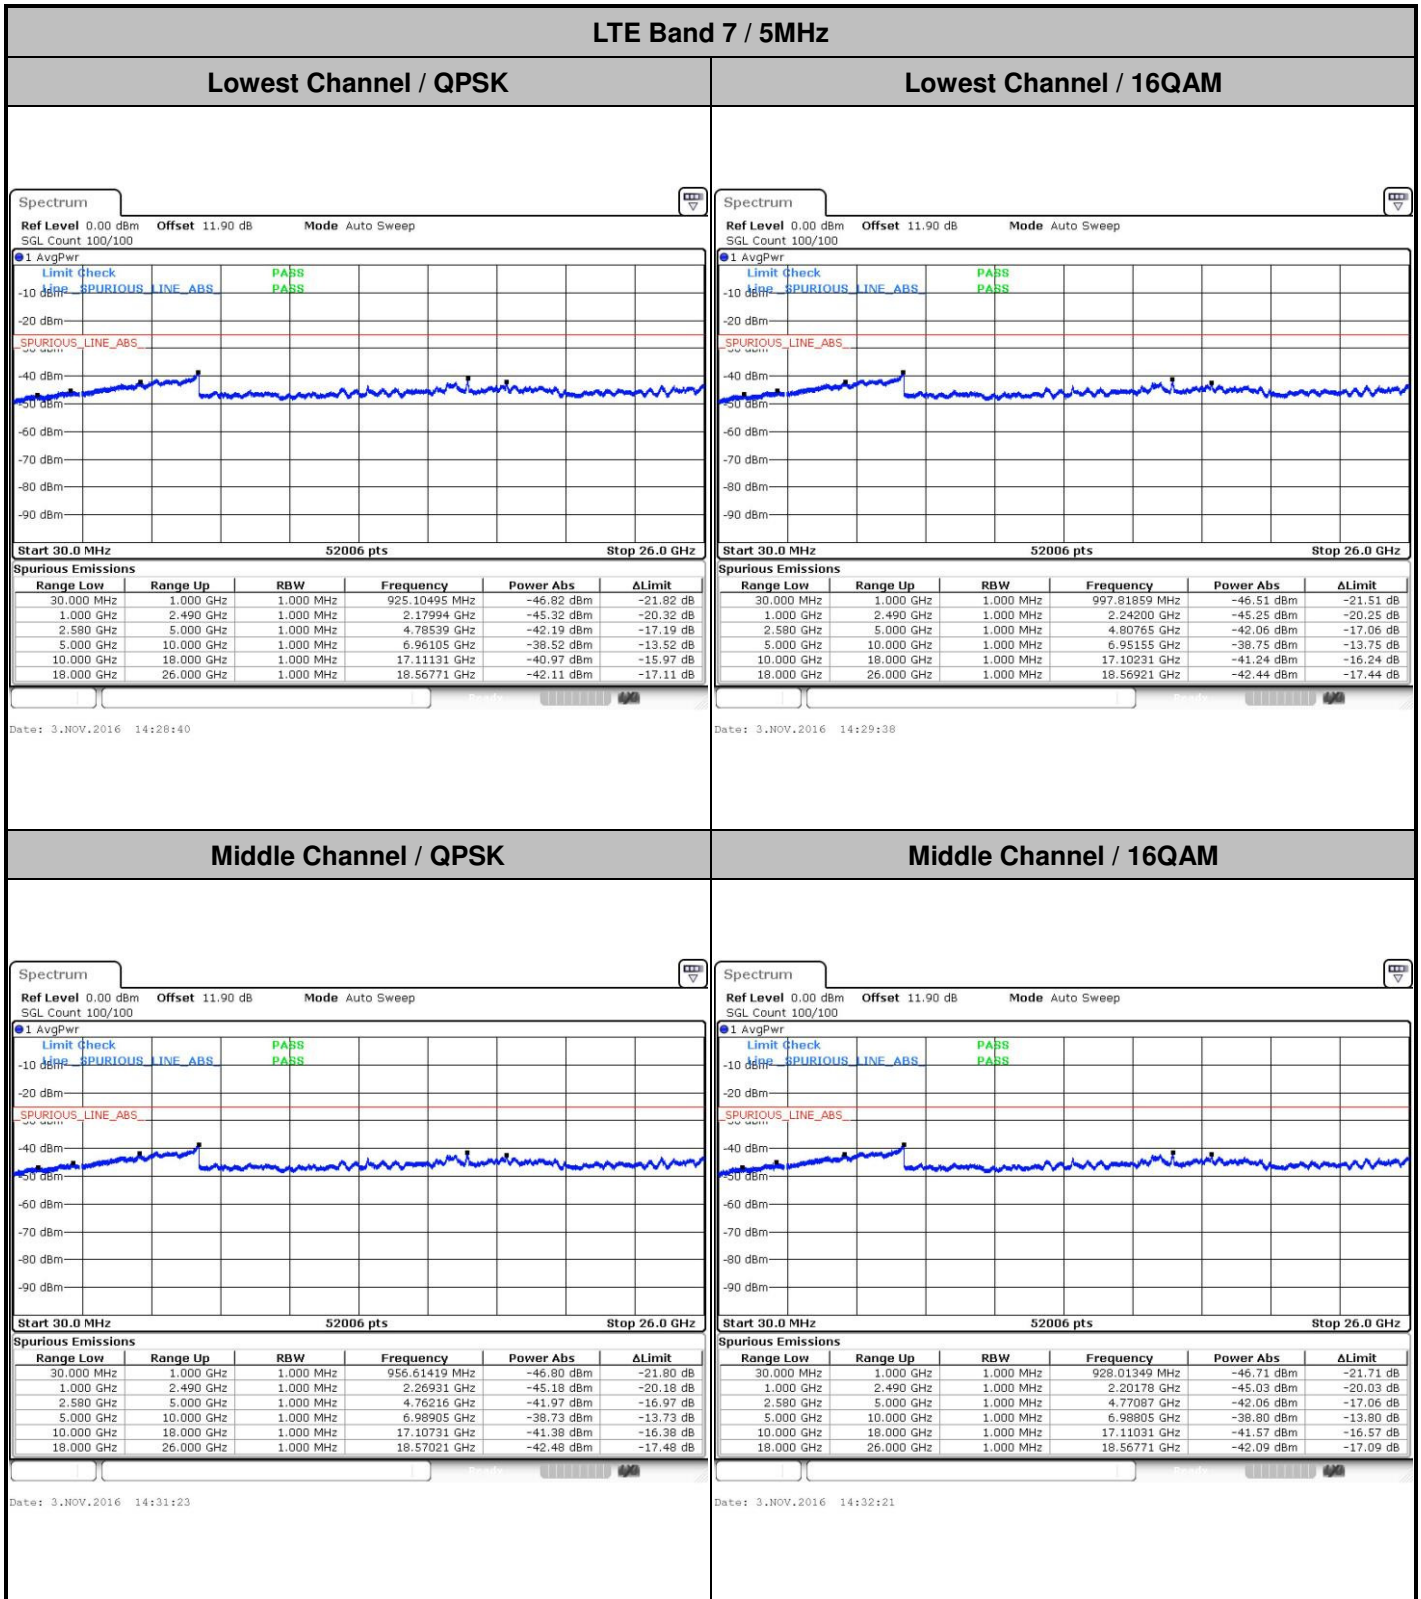 LTE Band 7 / 5MHz
Lowest Channel / QPSK
Lowest Channel / 16QAM
Spectrum
Ref Level 0.00 dBm Offset 11.90 dB Mode Auto Sweep
SGL Count 100/100
1 AvgPwr
Limit Check PASS
Line _SPURIOUS_LINE_ABS_ PASS
-10 dBm
-20 dBm
_SPURIOUS_LINE_ABS_
-30 dBm
-40 dBm
-50 dBm
-60 dBm
-70 dBm
-80 dBm
-90 dBm
Start 30.0 MHz 52006 pts Stop 26.0 GHz
Spurious Emissions
Range Low Range Up RBW Frequency Power Abs ΔLimit
30.000 MHz 1.000 GHz 1.000 MHz 925.10495 MHz -46.82 dBm -21.82 dB
1.000 GHz 2.490 GHz 1.000 MHz 2.17994 GHz -45.32 dBm -20.32 dB
2.580 GHz 5.000 GHz 1.000 MHz 4.78539 GHz -42.19 dBm -17.19 dB
5.000 GHz 10.000 GHz 1.000 MHz 6.96105 GHz -38.52 dBm -13.52 dB
10.000 GHz 18.000 GHz 1.000 MHz 17.11131 GHz -40.97 dBm -15.97 dB
18.000 GHz 26.000 GHz 1.000 MHz 18.56771 GHz -42.11 dBm -17.11 dB
Date: 3.NOV.2016 14:28:40
Spectrum
Ref Level 0.00 dBm Offset 11.90 dB Mode Auto Sweep
SGL Count 100/100
1 AvgPwr
Limit Check PASS
Line _SPURIOUS_LINE_ABS_ PASS
-10 dBm
-20 dBm
_SPURIOUS_LINE_ABS_
-30 dBm
-40 dBm
-50 dBm
-60 dBm
-70 dBm
-80 dBm
-90 dBm
Start 30.0 MHz 52006 pts Stop 26.0 GHz
Spurious Emissions
Range Low Range Up RBW Frequency Power Abs ΔLimit
30.000 MHz 1.000 GHz 1.000 MHz 997.81859 MHz -46.51 dBm -21.51 dB
1.000 GHz 2.490 GHz 1.000 MHz 2.24200 GHz -45.25 dBm -20.25 dB
2.580 GHz 5.000 GHz 1.000 MHz 4.80765 GHz -42.06 dBm -17.06 dB
5.000 GHz 10.000 GHz 1.000 MHz 6.95155 GHz -38.75 dBm -13.75 dB
10.000 GHz 18.000 GHz 1.000 MHz 17.10231 GHz -41.24 dBm -16.24 dB
18.000 GHz 26.000 GHz 1.000 MHz 18.56921 GHz -42.44 dBm -17.44 dB
Date: 3.NOV.2016 14:29:38
Middle Channel / QPSK
Middle Channel / 16QAM
Spectrum
Ref Level 0.00 dBm Offset 11.90 dB Mode Auto Sweep
SGL Count 100/100
1 AvgPwr
Limit Check PASS
Line _SPURIOUS_LINE_ABS_ PASS
-10 dBm
-20 dBm
_SPURIOUS_LINE_ABS_
-30 dBm
-40 dBm
-50 dBm
-60 dBm
-70 dBm
-80 dBm
-90 dBm
Start 30.0 MHz 52006 pts Stop 26.0 GHz
Spurious Emissions
Range Low Range Up RBW Frequency Power Abs ΔLimit
30.000 MHz 1.000 GHz 1.000 MHz 956.61419 MHz -46.80 dBm -21.80 dB
1.000 GHz 2.490 GHz 1.000 MHz 2.26931 GHz -45.18 dBm -20.18 dB
2.580 GHz 5.000 GHz 1.000 MHz 4.76216 GHz -41.97 dBm -16.97 dB
5.000 GHz 10.000 GHz 1.000 MHz 6.98905 GHz -38.73 dBm -13.73 dB
10.000 GHz 18.000 GHz 1.000 MHz 17.10731 GHz -41.38 dBm -16.38 dB
18.000 GHz 26.000 GHz 1.000 MHz 18.57021 GHz -42.48 dBm -17.48 dB
Date: 3.NOV.2016 14:31:23
Spectrum
Ref Level 0.00 dBm Offset 11.90 dB Mode Auto Sweep
SGL Count 100/100
1 AvgPwr
Limit Check PASS
Line _SPURIOUS_LINE_ABS_ PASS
-10 dBm
-20 dBm
_SPURIOUS_LINE_ABS_
-30 dBm
-40 dBm
-50 dBm
-60 dBm
-70 dBm
-80 dBm
-90 dBm
Start 30.0 MHz 52006 pts Stop 26.0 GHz
Spurious Emissions
Range Low Range Up RBW Frequency Power Abs ΔLimit
30.000 MHz 1.000 GHz 1.000 MHz 928.01349 MHz -46.71 dBm -21.71 dB
1.000 GHz 2.490 GHz 1.000 MHz 2.20178 GHz -45.03 dBm -20.03 dB
2.580 GHz 5.000 GHz 1.000 MHz 4.77087 GHz -42.06 dBm -17.06 dB
5.000 GHz 10.000 GHz 1.000 MHz 6.98805 GHz -38.80 dBm -13.80 dB
10.000 GHz 18.000 GHz 1.000 MHz 17.11031 GHz -41.57 dBm -16.57 dB
18.000 GHz 26.000 GHz 1.000 MHz 18.56771 GHz -42.09 dBm -17.09 dB
Date: 3.NOV.2016 14:32:21